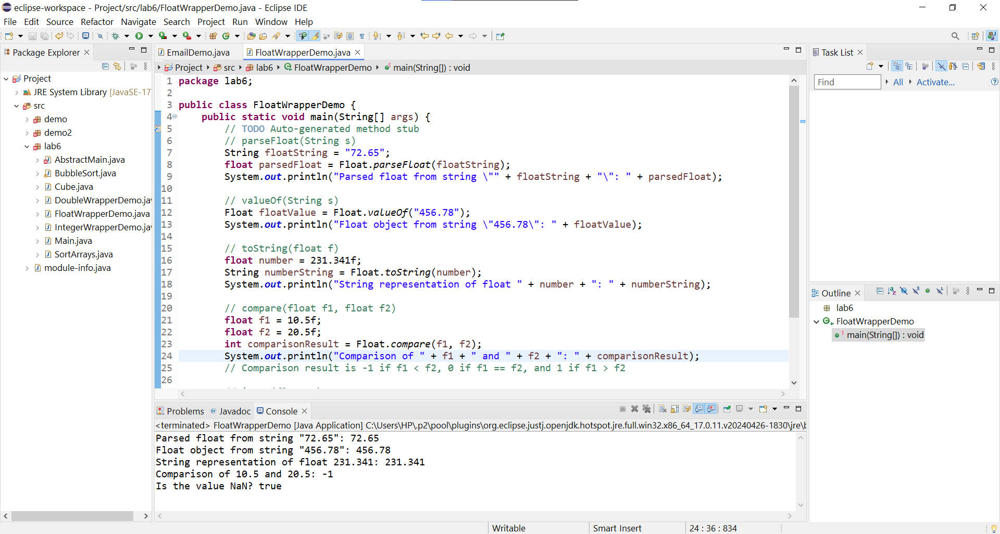 eclipse-workspace - Project/src/lab6/FloatWrapperDemo.java - Eclipse IDE
File Edit Source Refactor Navigate Search Project Run Window Help
Package Explorer
Project
JRE System Library [JavaSE-17
src
demo
demo2
lab6
AbstractMain.java
BubbleSort.java
Cube.java
DoubleWrapperDemo.ja
FloatWrapperDemo.java
IntegerWrapperDemo.ja
Main.java
SortArrays.java
module-info.java
EmailDemo.java FloatWrapperDemo.java
Project src lab6 FloatWrapperDemo main(String[]) : void
1 package lab6;
2
3 public class FloatWrapperDemo {
4 public static void main(String[] args) {
5 // TODO Auto-generated method stub
6 // parseFloat(String s)
7 String floatString = "72.65";
8 float parsedFloat = Float.parseFloat(floatString);
9 System.out.println("Parsed float from string \"" + floatString + "\": " + parsedFloat);
10
11 // valueOf(String s)
12 Float floatValue = Float.valueOf("456.78");
13 System.out.println("Float object from string \"456.78\": " + floatValue);
14
15 // toString(float f)
16 float number = 231.341f;
17 String numberString = Float.toString(number);
18 System.out.println("String representation of float " + number + ": " + numberString);
19
20 // compare(float f1, float f2)
21 float f1 = 10.5f;
22 float f2 = 20.5f;
23 int comparisonResult = Float.compare(f1, f2);
24 System.out.println("Comparison of " + f1 + " and " + f2 + ": " + comparisonResult);
25 // Comparison result is -1 if f1 < f2, 0 if f1 == f2, and 1 if f1 > f2
26
Problems Javadoc Console
<terminated> FloatWrapperDemo [Java Application] C:\Users\HP\.p2\pool\plugins\org.eclipse.justj.openjdk.hotspot.jre.full.win32.x86_64_17.0.11.v20240426-1830\jre\b
Parsed float from string "72.65": 72.65
Float object from string "456.78": 456.78
String representation of float 231.341: 231.341
Comparison of 10.5 and 20.5: -1
Is the value NaN? true
Task List
Find All Activate...
Outline
lab6
FloatWrapperDemo
main(String[]) : void
Writable Smart Insert 24 : 36 : 834